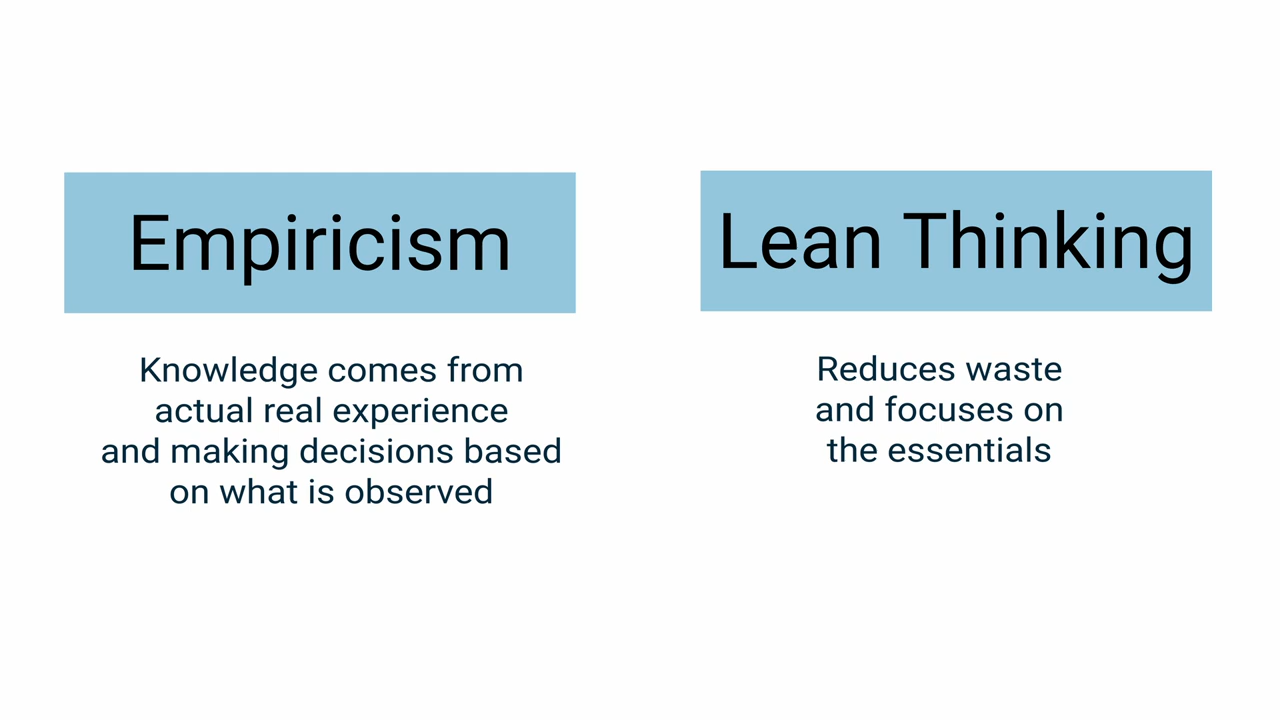 Empiricism
Knowledge comes from
actual real experience
and making decisions based
on what is observed
Lean Thinking
Reduces waste
and focuses on
the essentials